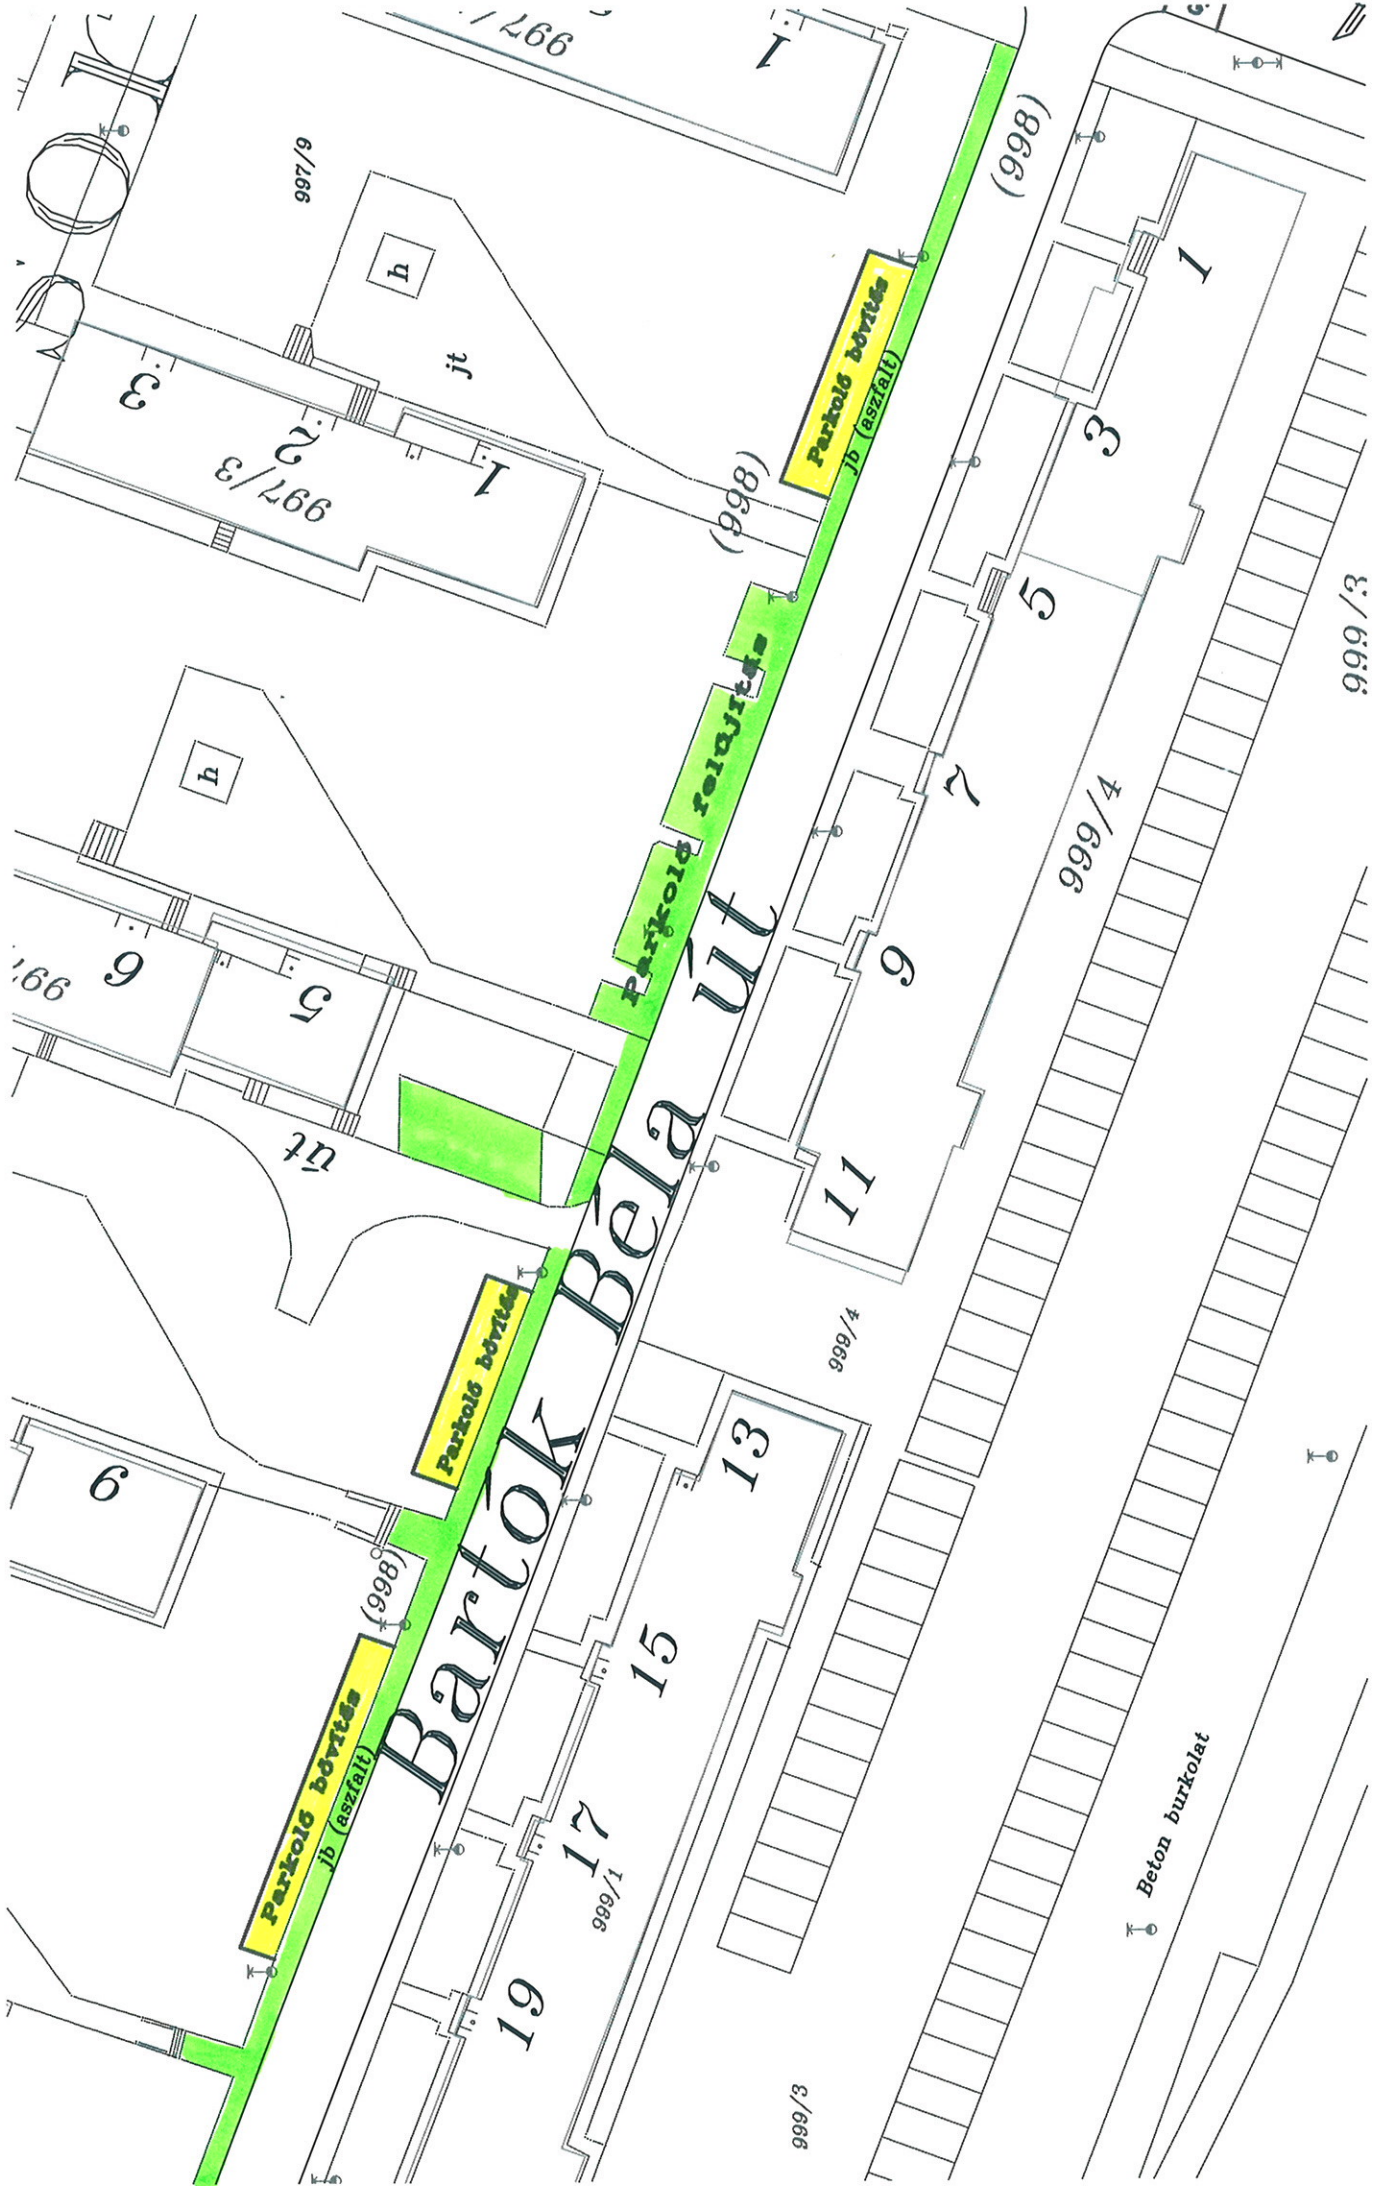 997/
1
(998)
997/9
h
jt
3
2
1
997/3
Parkoló bővítés
jb (aszfalt)
(998)
1
3
5
7
9
11
999/3
999/4
Parkoló felújítás
h
6
5
997
út
Bartók Béla út
999/4
Parkoló bővítés
9
(998)
13
15
17
19
999/1
Parkoló bővítés
jb (aszfalt)
Beton burkolat
999/3